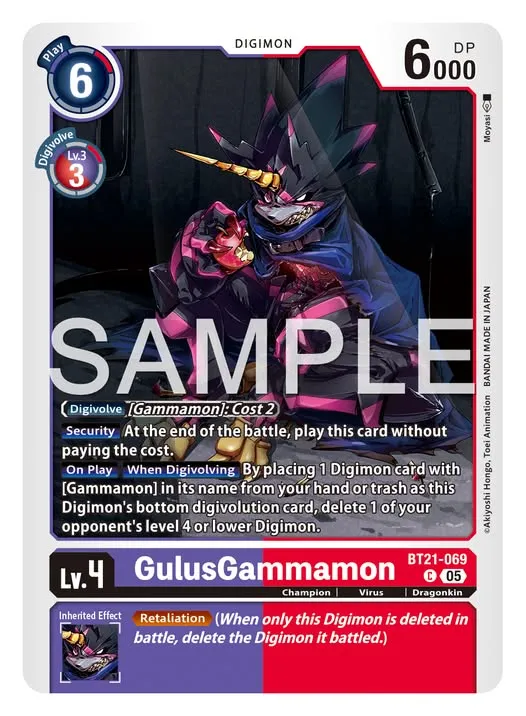 DIGIMON
Play
6
6000
DP
Digivolve
Lv.3
3
Moyasi
©Akiyoshi Hongo, Toei Animation BANDAI MADE IN JAPAN
SAMPLE
Digivolve [Gammamon]: Cost 2
Security At the end of the battle, play this card without
paying the cost.
On Play When Digivolving By placing 1 Digimon card with
[Gammamon] in its name from your hand or trash as this
Digimon's bottom digivolution card, delete 1 of your
opponent's level 4 or lower Digimon.
BT21-069
Lv.4 GulusGammamon C 05
Champion | Virus | Dragonkin
Inherited Effect
Retaliation (When only this Digimon is deleted in
battle, delete the Digimon it battled.)